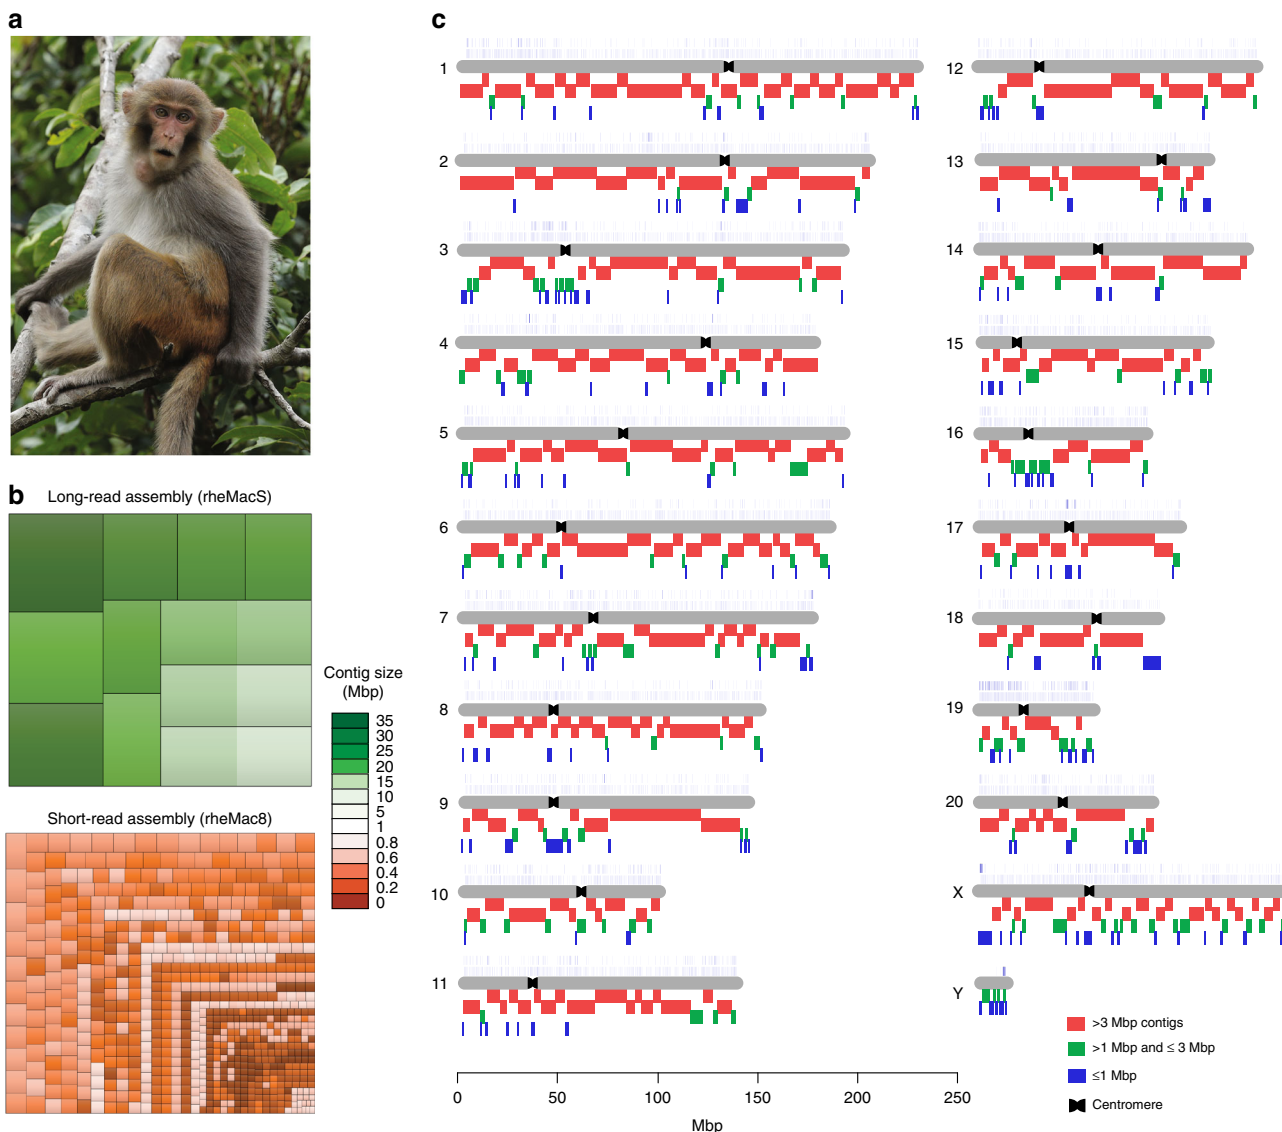 a
b
Long-read assembly (rheMacS)
Contig size
(Mbp)
35
30
25
20
15
10
5
1
0.8
0.6
0.4
0.2
0
Short-read assembly (rheMac8)
c
1
2
3
4
5
6
7
8
9
10
11
12
13
14
15
16
17
18
19
20
X
Y
>3 Mbp contigs
>1 Mbp and ≤ 3 Mbp
≤1 Mbp
Centromere
0
50
100
150
200
250
Mbp